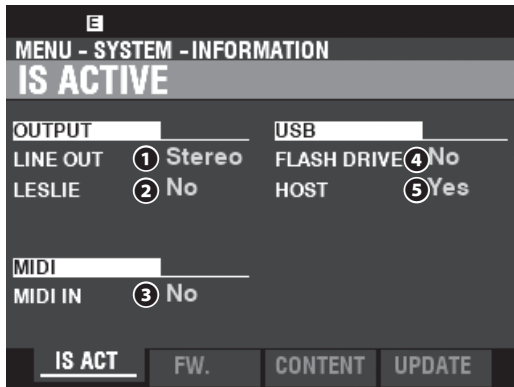 E
MENU - SYSTEM - INFORMATION
IS ACTIVE
OUTPUT
LINE OUT ① Stereo
LESLIE ② No
USB
FLASH DRIVE ④ No
HOST ⑤ Yes
MIDI
MIDI IN ③ No
IS ACT FW. CONTENT UPDATE